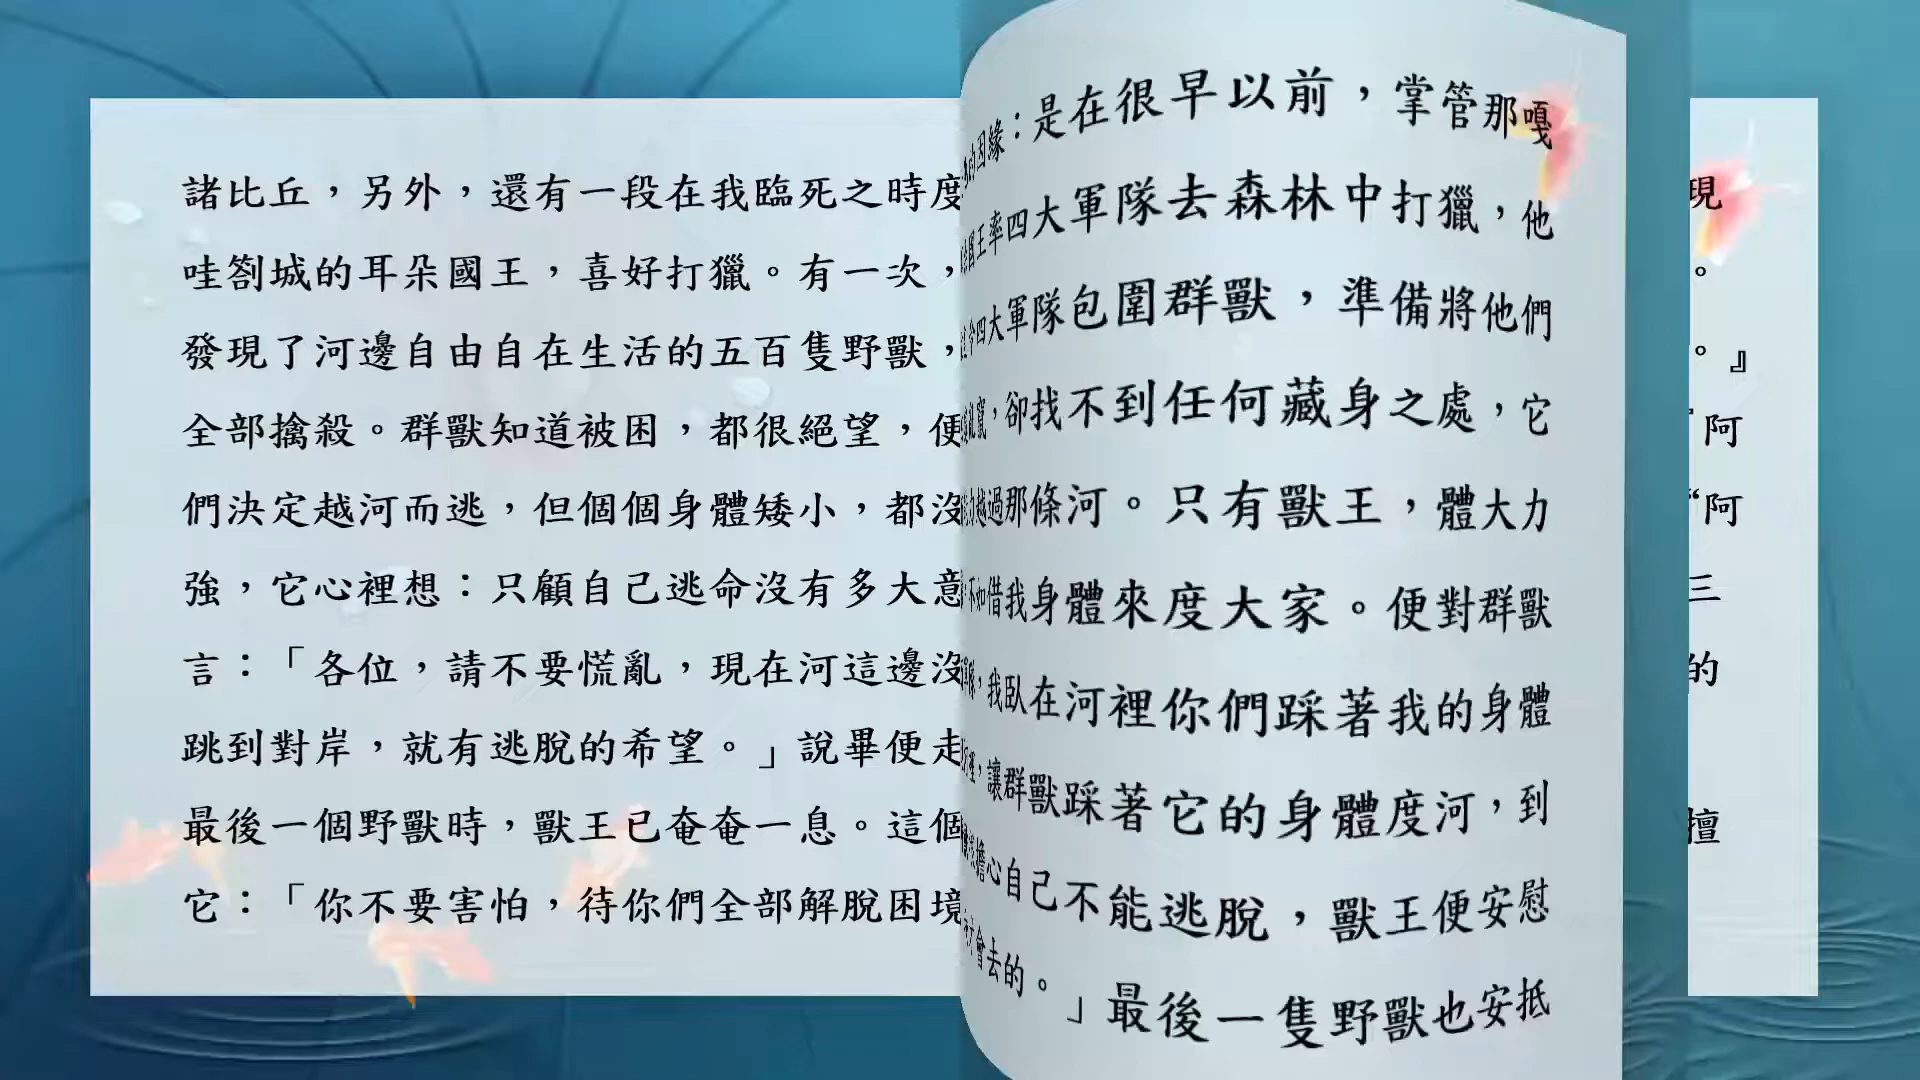 諸比丘，另外，還有一段在我臨死之時度
因緣：是在很早以前，掌管那嘎
哇劄城的耳朵國王，喜好打獵。有一次，
國王率四大軍隊去森林中打獵，他
發現了河邊自由自在生活的五百隻野獸，
令四大軍隊包圍群獸，準備將他們
全部擒殺。群獸知道被困，都很絕望，便
亂竄，卻找不到任何藏身之處，它
們決定越河而逃，但個個身體矮小，都沒
越過那條河。只有獸王，體大力
強，它心裡想：只顧自己逃命沒有多大意
不如借我身體來度大家。便對群獸
言：「各位，請不要慌亂，現在河這邊沒
我臥在河裡你們踩著我的身體
跳到對岸，就有逃脫的希望。」說畢便走
讓群獸踩著它的身體度河，到
最後一個野獸時，獸王已奄奄一息。這個
擔心自己不能逃脫，獸王便安慰
它：「你不要害怕，待你們全部解脫困境
會去的。」最後一隻野獸也安抵
現
。
。』
阿
“阿
三
的
擅